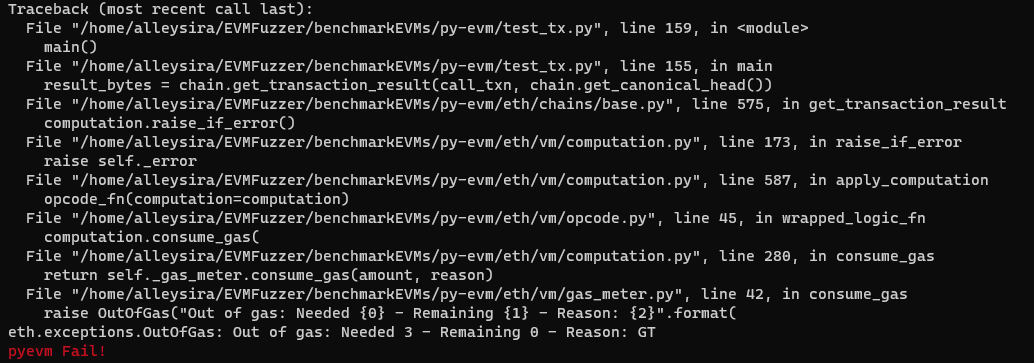 Traceback (most recent call last):
  File "/home/alleysira/EVMFuzzer/benchmarkEVMs/py-evm/test_tx.py", line 159, in <module>
    main()
  File "/home/alleysira/EVMFuzzer/benchmarkEVMs/py-evm/test_tx.py", line 155, in main
    result_bytes = chain.get_transaction_result(call_txn, chain.get_canonical_head())
  File "/home/alleysira/EVMFuzzer/benchmarkEVMs/py-evm/eth/chains/base.py", line 575, in get_transaction_result
    computation.raise_if_error()
  File "/home/alleysira/EVMFuzzer/benchmarkEVMs/py-evm/eth/vm/computation.py", line 173, in raise_if_error
    raise self._error
  File "/home/alleysira/EVMFuzzer/benchmarkEVMs/py-evm/eth/vm/computation.py", line 587, in apply_computation
    opcode_fn(computation=computation)
  File "/home/alleysira/EVMFuzzer/benchmarkEVMs/py-evm/eth/vm/opcode.py", line 45, in wrapped_logic_fn
    computation.consume_gas(
  File "/home/alleysira/EVMFuzzer/benchmarkEVMs/py-evm/eth/vm/computation.py", line 280, in consume_gas
    return self._gas_meter.consume_gas(amount, reason)
  File "/home/alleysira/EVMFuzzer/benchmarkEVMs/py-evm/eth/vm/gas_meter.py", line 42, in consume_gas
    raise OutOfGas("Out of gas: Needed {0} - Remaining {1} - Reason: {2}".format(
eth.exceptions.OutOfGas: Out of gas: Needed 3 - Remaining 0 - Reason: GT
pyevm Fail!